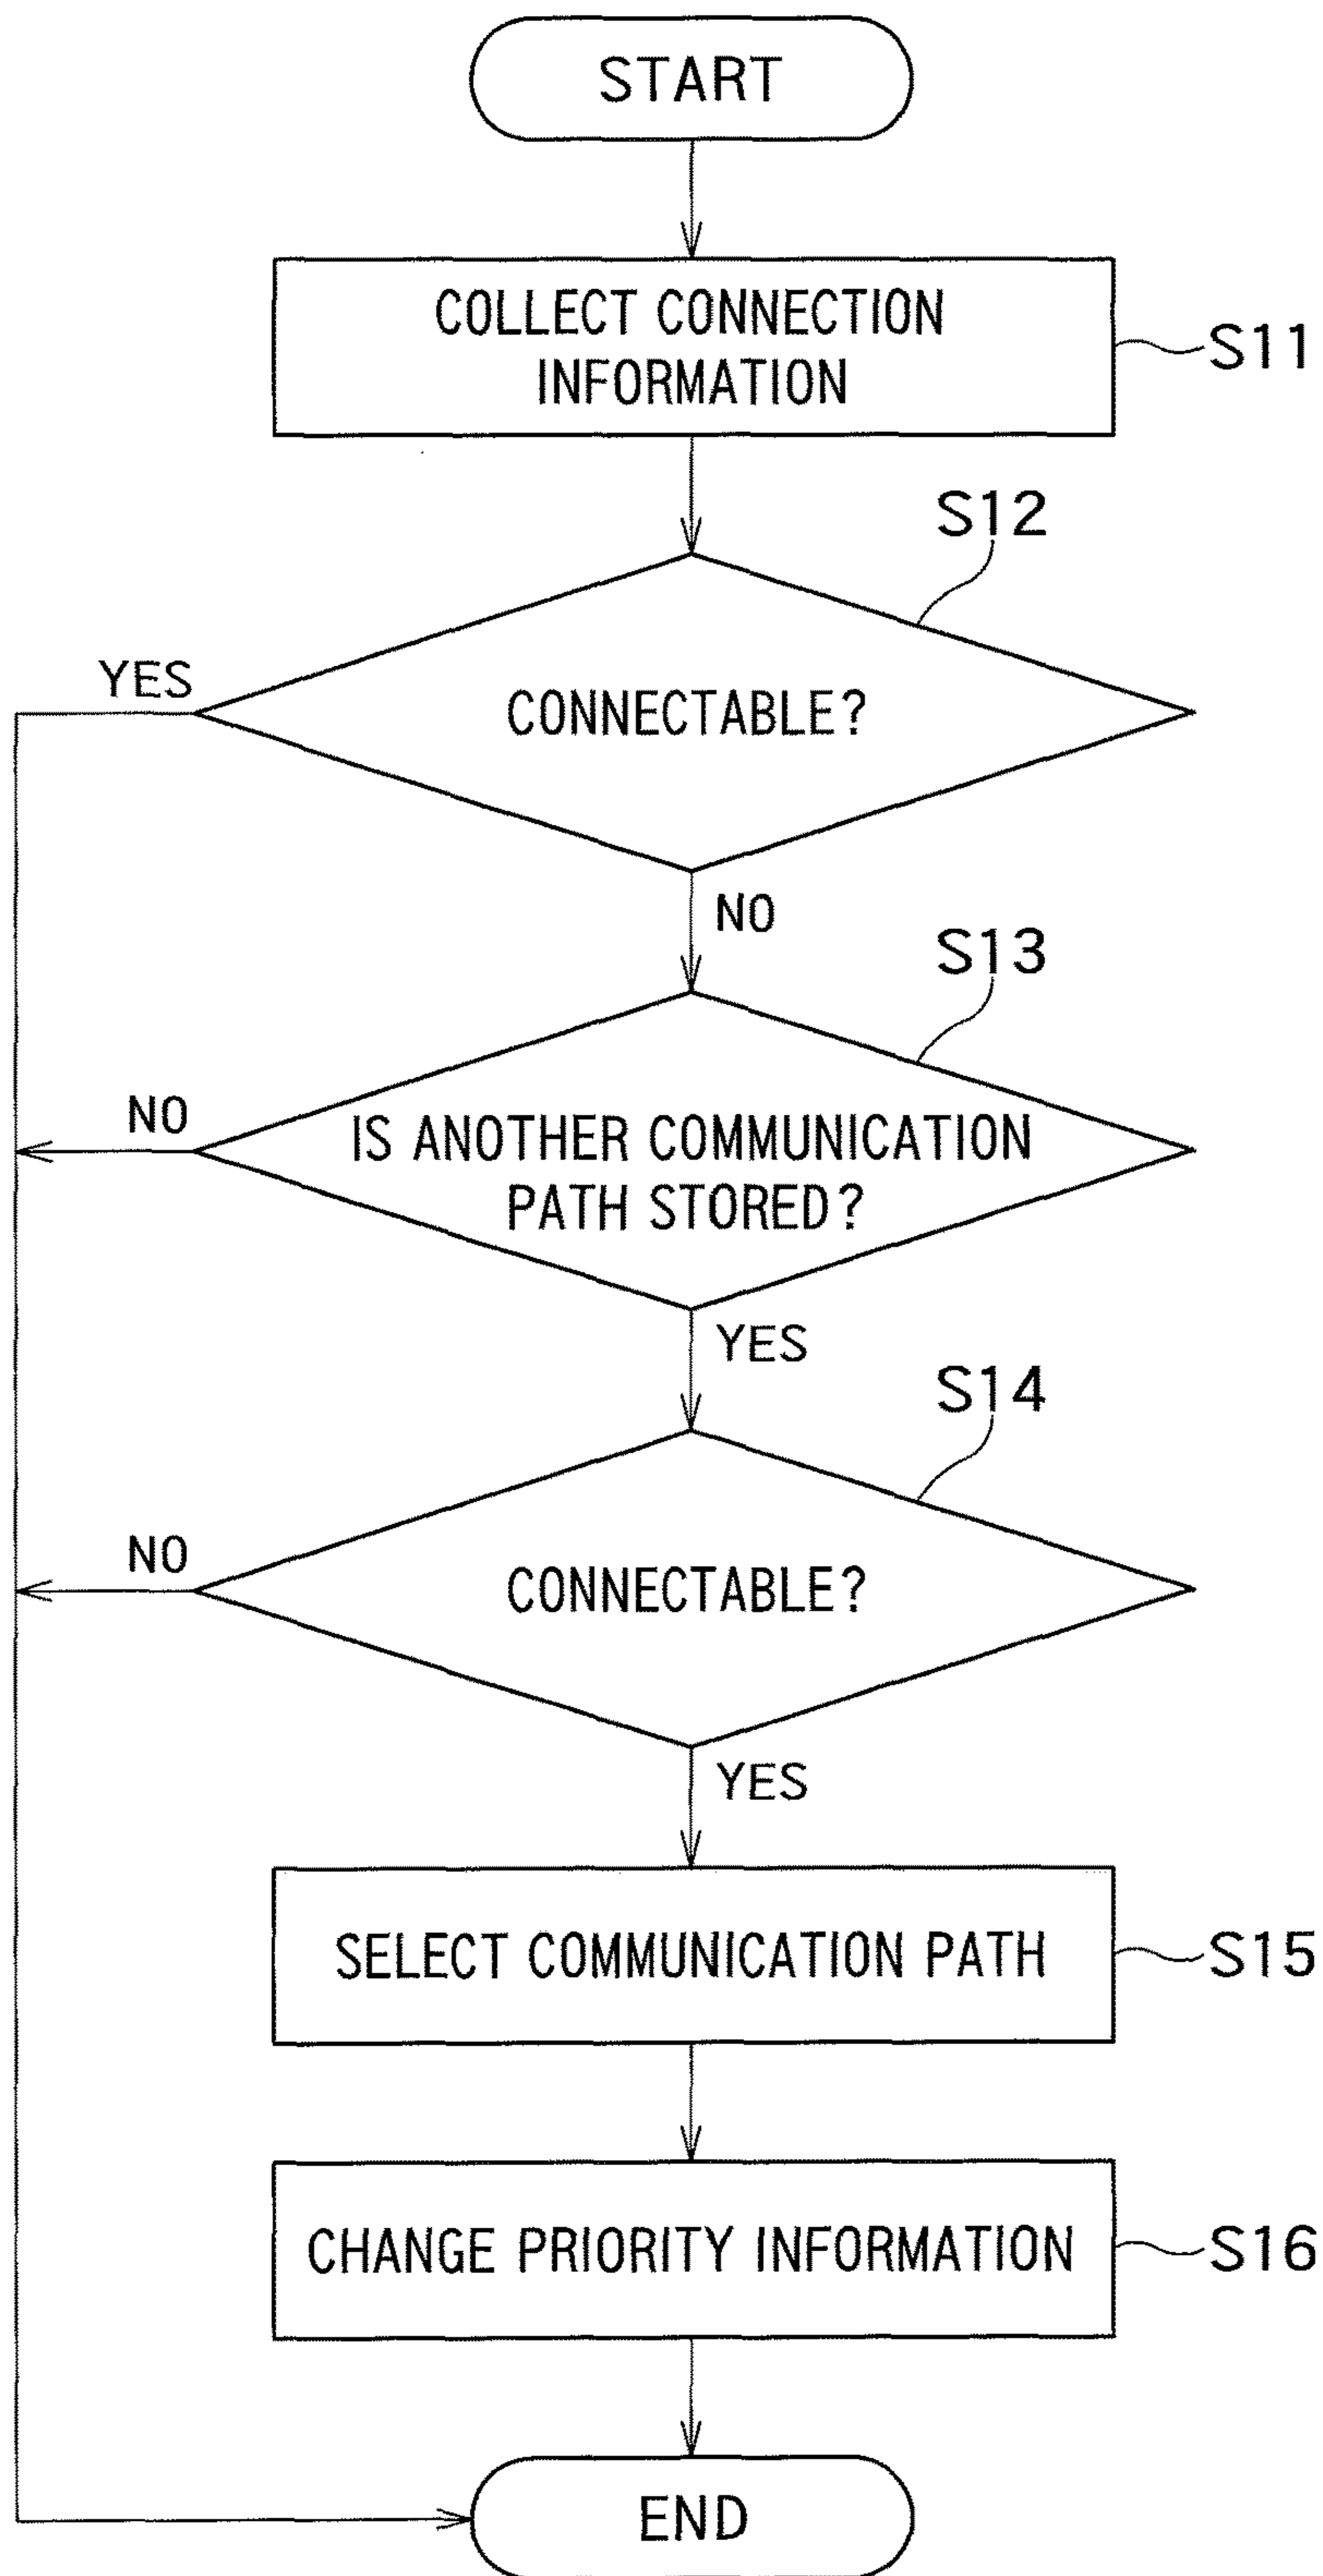 START
COLLECT CONNECTION
INFORMATION
S11
S12
YES
CONNECTABLE?
NO
S13
NO
IS ANOTHER COMMUNICATION
PATH STORED?
YES
S14
NO
CONNECTABLE?
YES
SELECT COMMUNICATION PATH
S15
CHANGE PRIORITY INFORMATION
S16
END